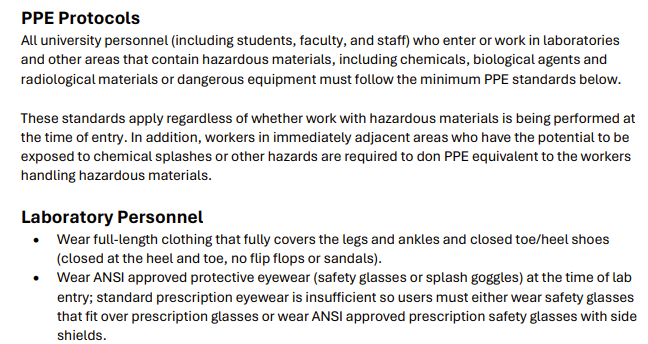 PPE Protocols
All university personnel (including students, faculty, and staff) who enter or work in laboratories
and other areas that contain hazardous materials, including chemicals, biological agents and
radiological materials or dangerous equipment must follow the minimum PPE standards below.
These standards apply regardless of whether work with hazardous materials is being performed at
the time of entry. In addition, workers in immediately adjacent areas who have the potential to be
exposed to chemical splashes or other hazards are required to don PPE equivalent to the workers
handling hazardous materials.
Laboratory Personnel
• Wear full-length clothing that fully covers the legs and ankles and closed toe/heel shoes
(closed at the heel and toe, no flip flops or sandals).
• Wear ANSI approved protective eyewear (safety glasses or splash goggles) at the time of lab
entry; standard prescription eyewear is insufficient so users must either wear safety glasses
that fit over prescription glasses or wear ANSI approved prescription safety glasses with side
shields.